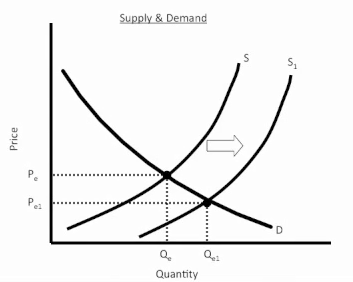 Supply & Demand
S
S1
Price
Pe
Pe1
D
Qe
Qe1
Quantity